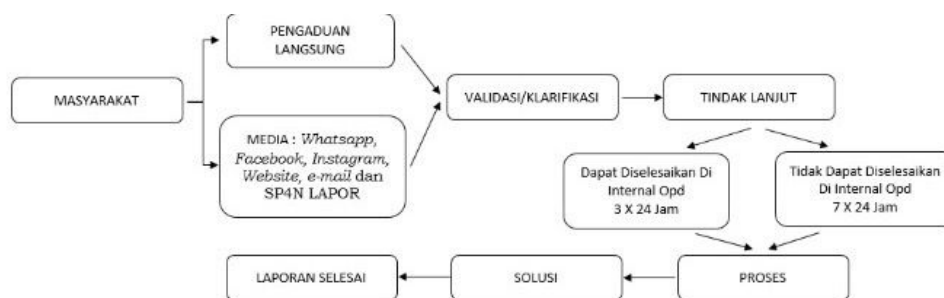 PENGADUAN
LANGSUNG
MASYARAKAT
MEDIA : Whatsapp,
Facebook, Instagram,
Website, e-mail dan
SP4N LAPOR
VALIDASI/KLARIFIKASI
TINDAK LANJUT
Dapat Diselesaikan Di
Internal Opd
3 X 24 Jam
Tidak Dapat Diselesaikan
Di Internal Opd
7 X 24 Jam
PROSES
SOLUSI
LAPORAN SELESAI